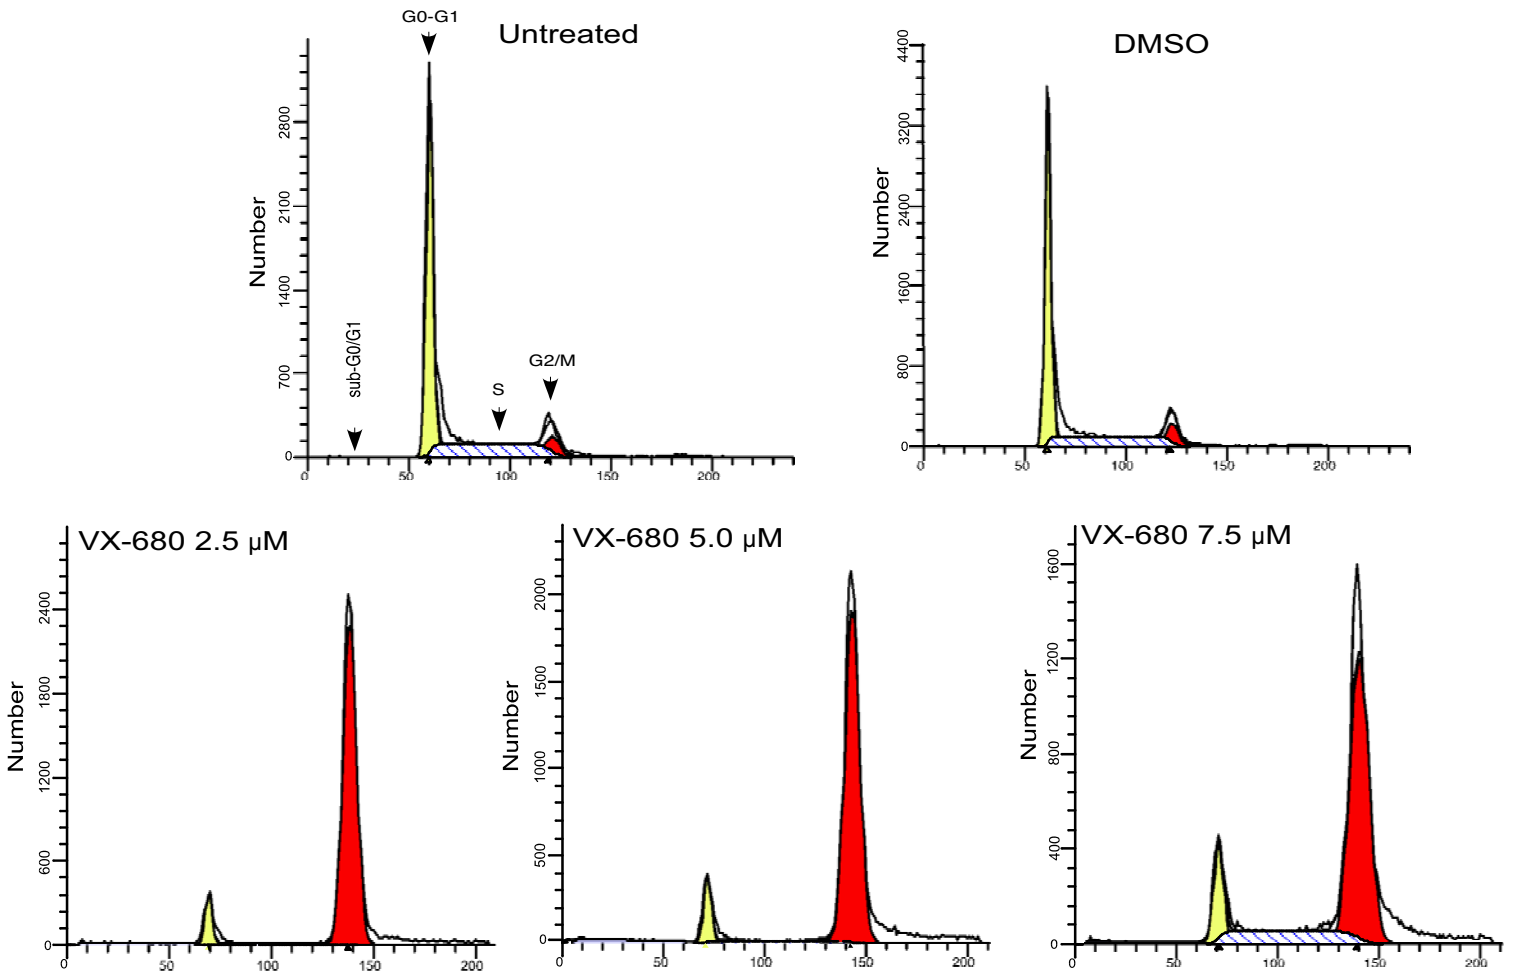 G0-G1
Untreated
Number
2800
2100
1400
700
0
sub-G0/G1
S
G2/M
0 50 100 150 200
DMSO
Number
4400
3200
2400
1600
800
0
0 50 100 150 200
VX-680 2.5 µM
Number
2400
1800
1200
600
0
0 50 100 150 200
VX-680 5.0 µM
Number
2000
1500
1000
500
0
0 50 100 150 200
VX-680 7.5 µM
Number
1600
1200
800
400
0
0 50 100 150 200